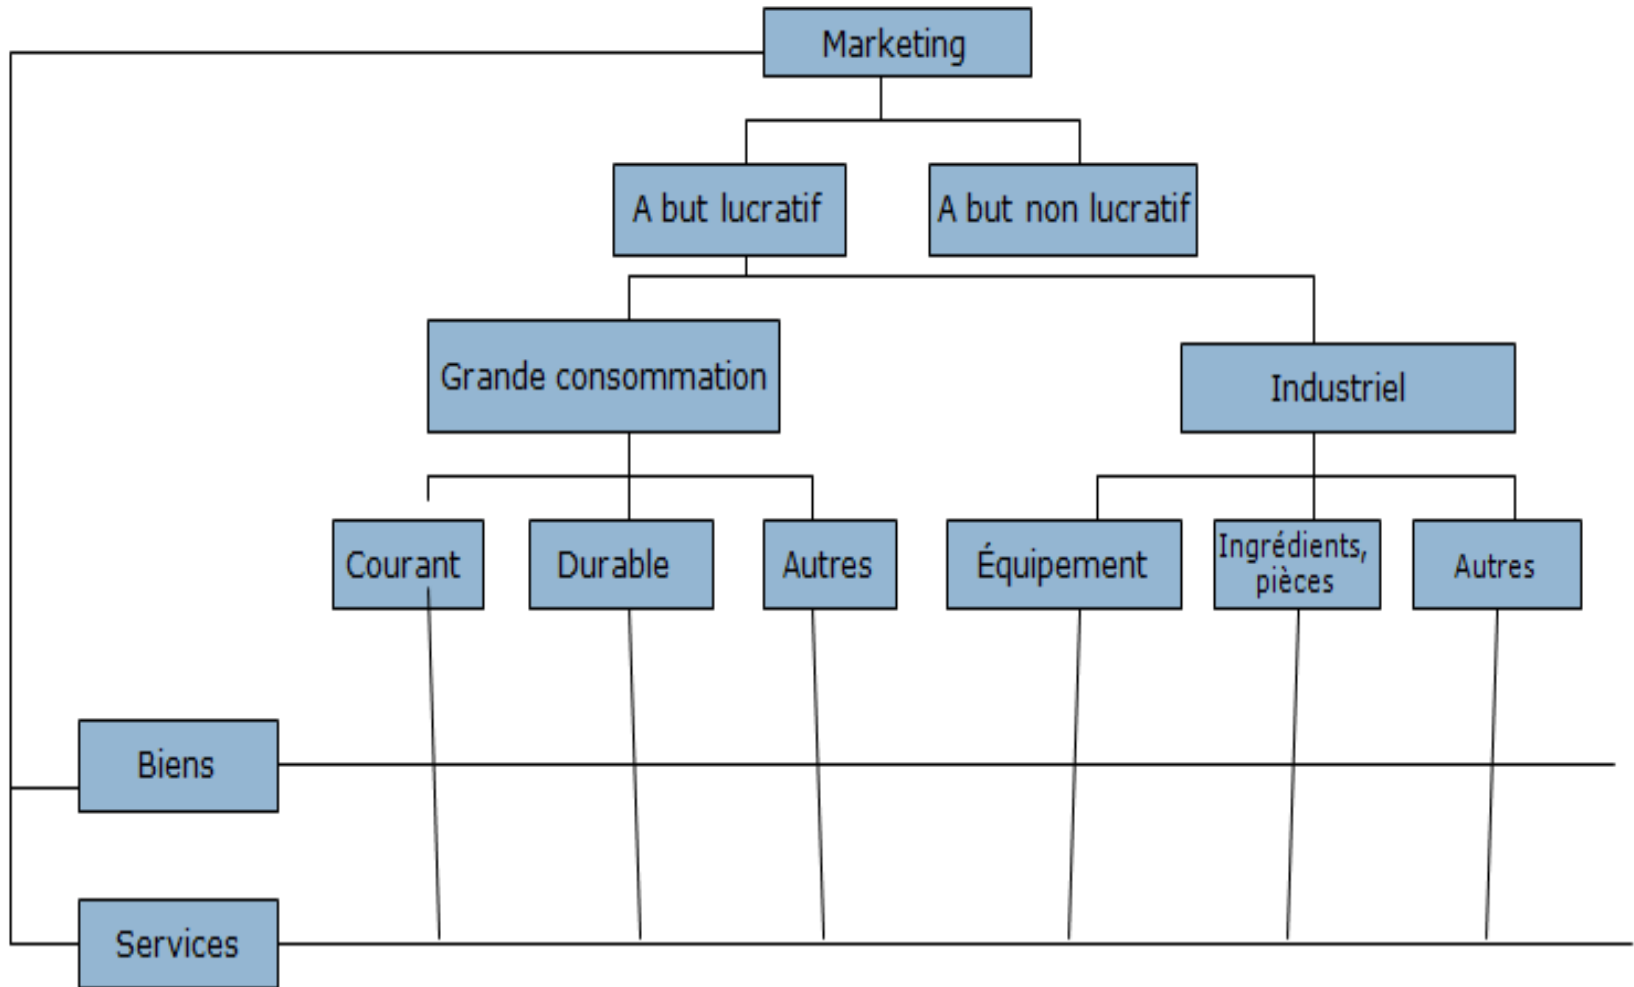 Marketing
A but lucratif
A but non lucratif
Grande consommation
Industriel
Courant
Durable
Autres
Équipement
Ingrédients,
pièces
Autres
Biens
Services